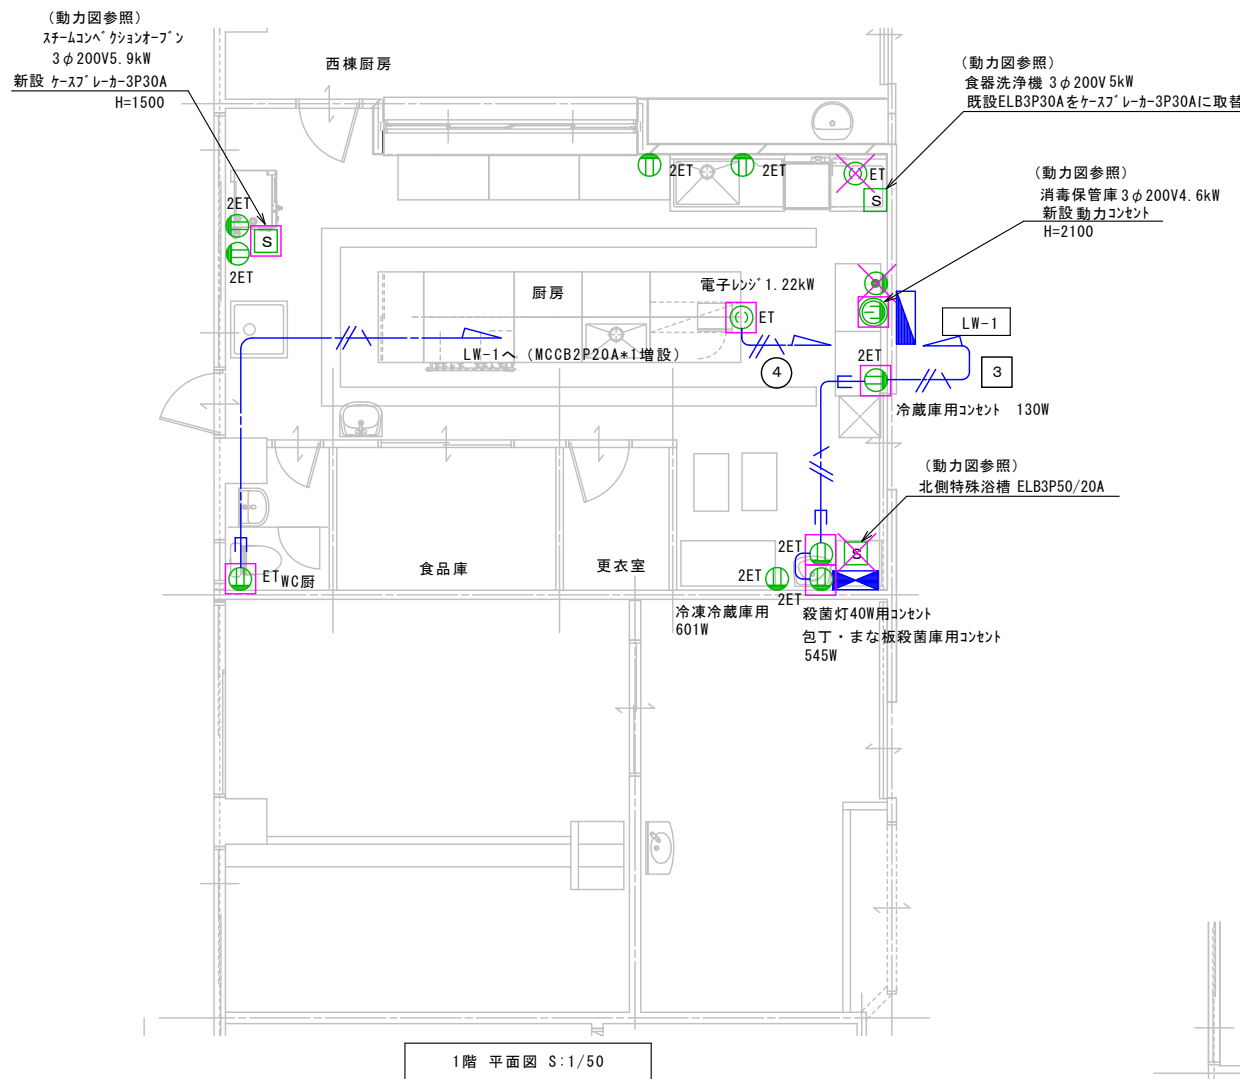 (動力図参照)
ｽﾁｰﾑｺﾝﾍﾞｸｼｮﾝｵｰﾌﾞﾝ
3φ200V5.9kW
新設 ｹｰｽﾌﾞﾚｰｶｰ3P30A
H=1500
西棟厨房
(動力図参照)
食器洗浄機 3φ200V5kW
既設ELB3P30Aをｹｰｽﾌﾞﾚｰｶｰ3P30Aに取替
2ET
2ET
ET
S
(動力図参照)
消毒保管庫3φ200V4.6kW
新設動力ｺﾝｾﾝﾄ
H=2100
2ET
S
2ET
厨房
電子ﾚﾝｼﾞ1.22kW
ET
LW-1
LW-1へ (MCCB2P20A*1増設)
2ET
4
3
冷蔵庫用ｺﾝｾﾝﾄ 130W
(動力図参照)
北側特殊浴槽 ELB3P50/20A
2ET
S
食品庫
更衣室
2ET
ET
WC厨
2ET
冷凍冷蔵庫用
601W
殺菌灯40W用ｺﾝｾﾝﾄ
包丁・まな板殺菌庫用ｺﾝｾﾝﾄ
545W
1階 平面図 S:1/50